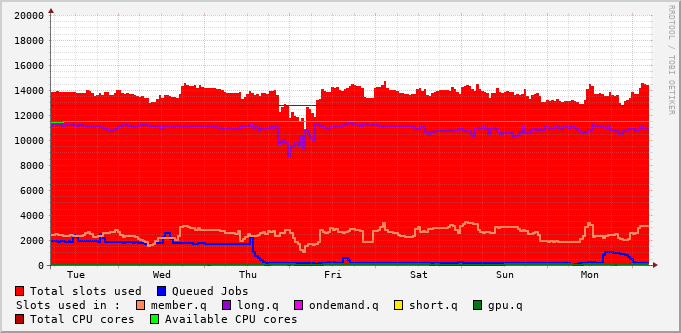 20000
18000
16000
14000
12000
10000
8000
6000
4000
2000
0
Tue Wed Thu Fri Sat Sun Mon
Total slots used Queued Jobs
Slots used in : member.q long.q ondemand.q short.q gpu.q
Total CPU cores Available CPU cores
RRDTOOL / TOBI OETIKER